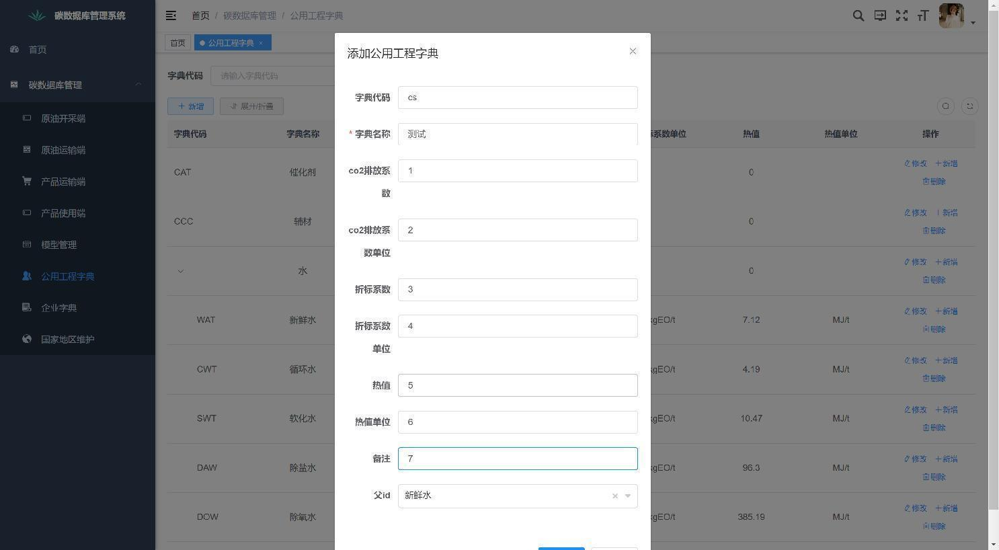 碳数据库管理系统
首页 / 碳数据库管理 / 公用工程字典
首页
公用工程字典 ×
首页
碳数据库管理
原油开采端
原油运输端
产品运输端
产品使用端
模型管理
公用工程字典
企业字典
国家地区维护
字典代码 请输入字典代码
+ 新增
展开/折叠
字典代码 字典名称 系数单位 热值 热值单位 操作
CAT 催化剂 0 修改 +新增
删除
CCC 辅材 0 修改 +新增
删除
水 0 修改 +新增
删除
WAT 新鲜水 kgEO/t 7.12 MJ/t 修改 +新增
删除
CWT 循环水 kgEO/t 4.19 MJ/t 修改 +新增
删除
SWT 软化水 kgEO/t 10.47 MJ/t 修改 +新增
删除
DAW 除盐水 kgEO/t 96.3 MJ/t 修改 +新增
删除
DOW 除氧水 kgEO/t 385.19 MJ/t 修改 +新增
删除
添加公用工程字典
字典代码 cs
* 字典名称 测试
co2排放系 1
数
co2排放系 2
数单位
折标系数 3
折标系数 4
单位
热值 5
热值单位 6
备注 7
父id 新鲜水